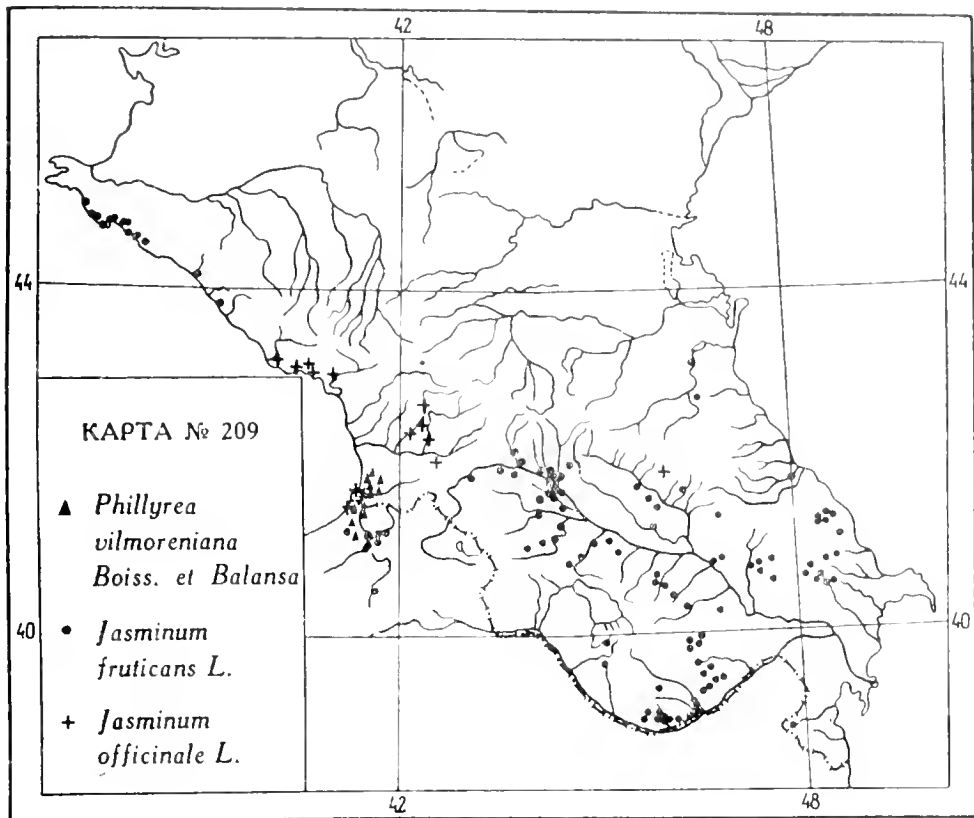 42 48
44 44
КАРТА № 209
Phillyrea
vilmoreniana
Boiss. et Balansa
Jasminum
fruticans L.
+ Jasminum
officinale L.
40 40
42 48